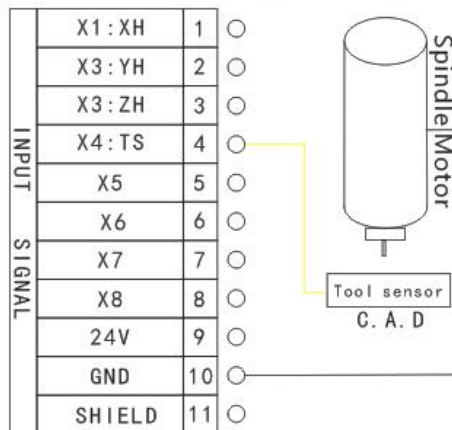 INPUT SIGNAL
X1:XH 1
X3:YH 2
X3:ZH 3
X4:TS 4
X5 5
X6 6
X7 7
X8 8
24V 9
GND 10
SHIELD 11
Spindle Motor
Tool sensor
C.A.D